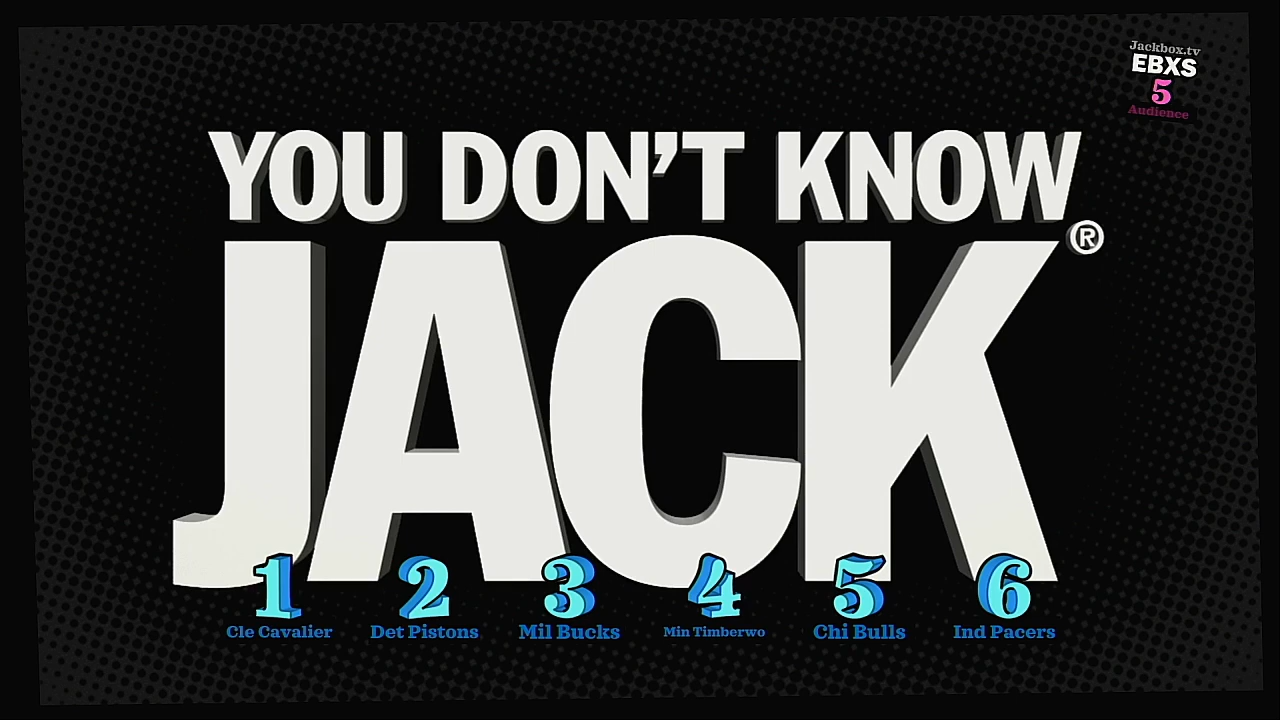 Jackbox.tv
EBXS
5
Audience
YOU DON'T KNOW
JACK®
1 2 3 4 5 6
Cle Cavalier Det Pistons Mil Bucks Min Timberwo Chi Bulls Ind Pacers